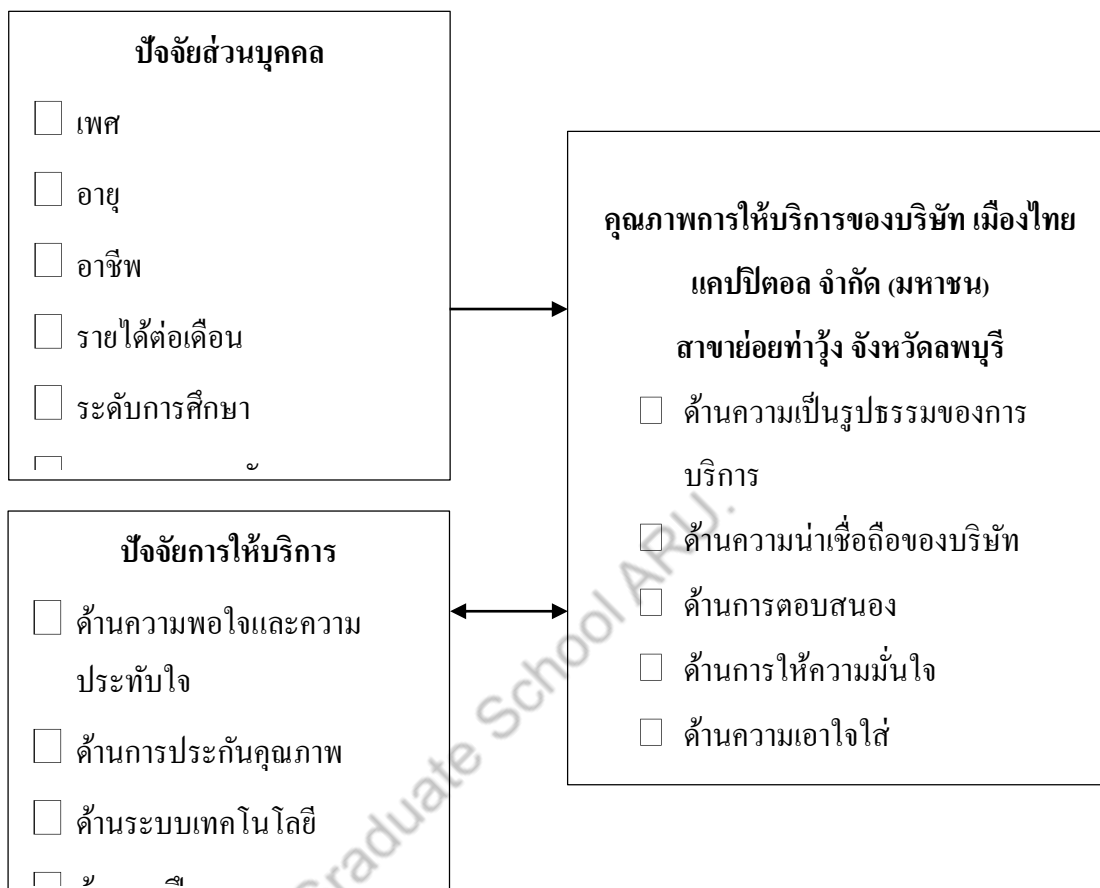 ปัจจัยส่วนบุคคล
เพศ
อายุ
อาชีพ
รายได้ต่อเดือน
ระดับการศึกษา
ปัจจัยการให้บริการ
ด้านความพอใจและความ
ประทับใจ
ด้านการประกันคุณภาพ
ด้านระบบเทคโนโลยี
คุณภาพการให้บริการของบริษัท เมืองไทย
แคปปิตอล จำกัด (มหาชน)
สาขาย่อยท่าวุ้ง จังหวัดลพบุรี
ด้านความเป็นรูปธรรมของการ
บริการ
ด้านความน่าเชื่อถือของบริษัท
ด้านการตอบสนอง
ด้านการให้ความมั่นใจ
ด้านความเอาใจใส่
Graduate School ARU.